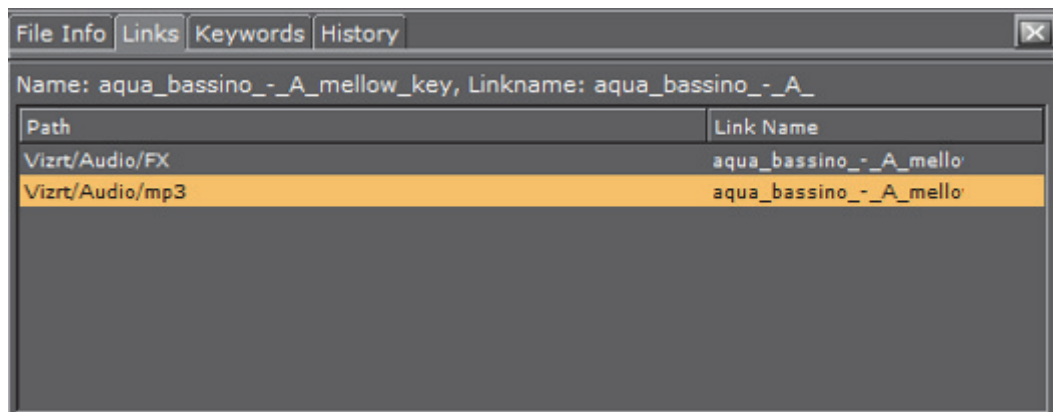 File Info Links Keywords History
Name: aqua_bassino_-_A_mellow_key, Linkname: aqua_bassino_-_A_
Path Link Name
Vizrt/Audio/FX aqua_bassino_-_A_mello
Vizrt/Audio/mp3 aqua_bassino_-_A_mello